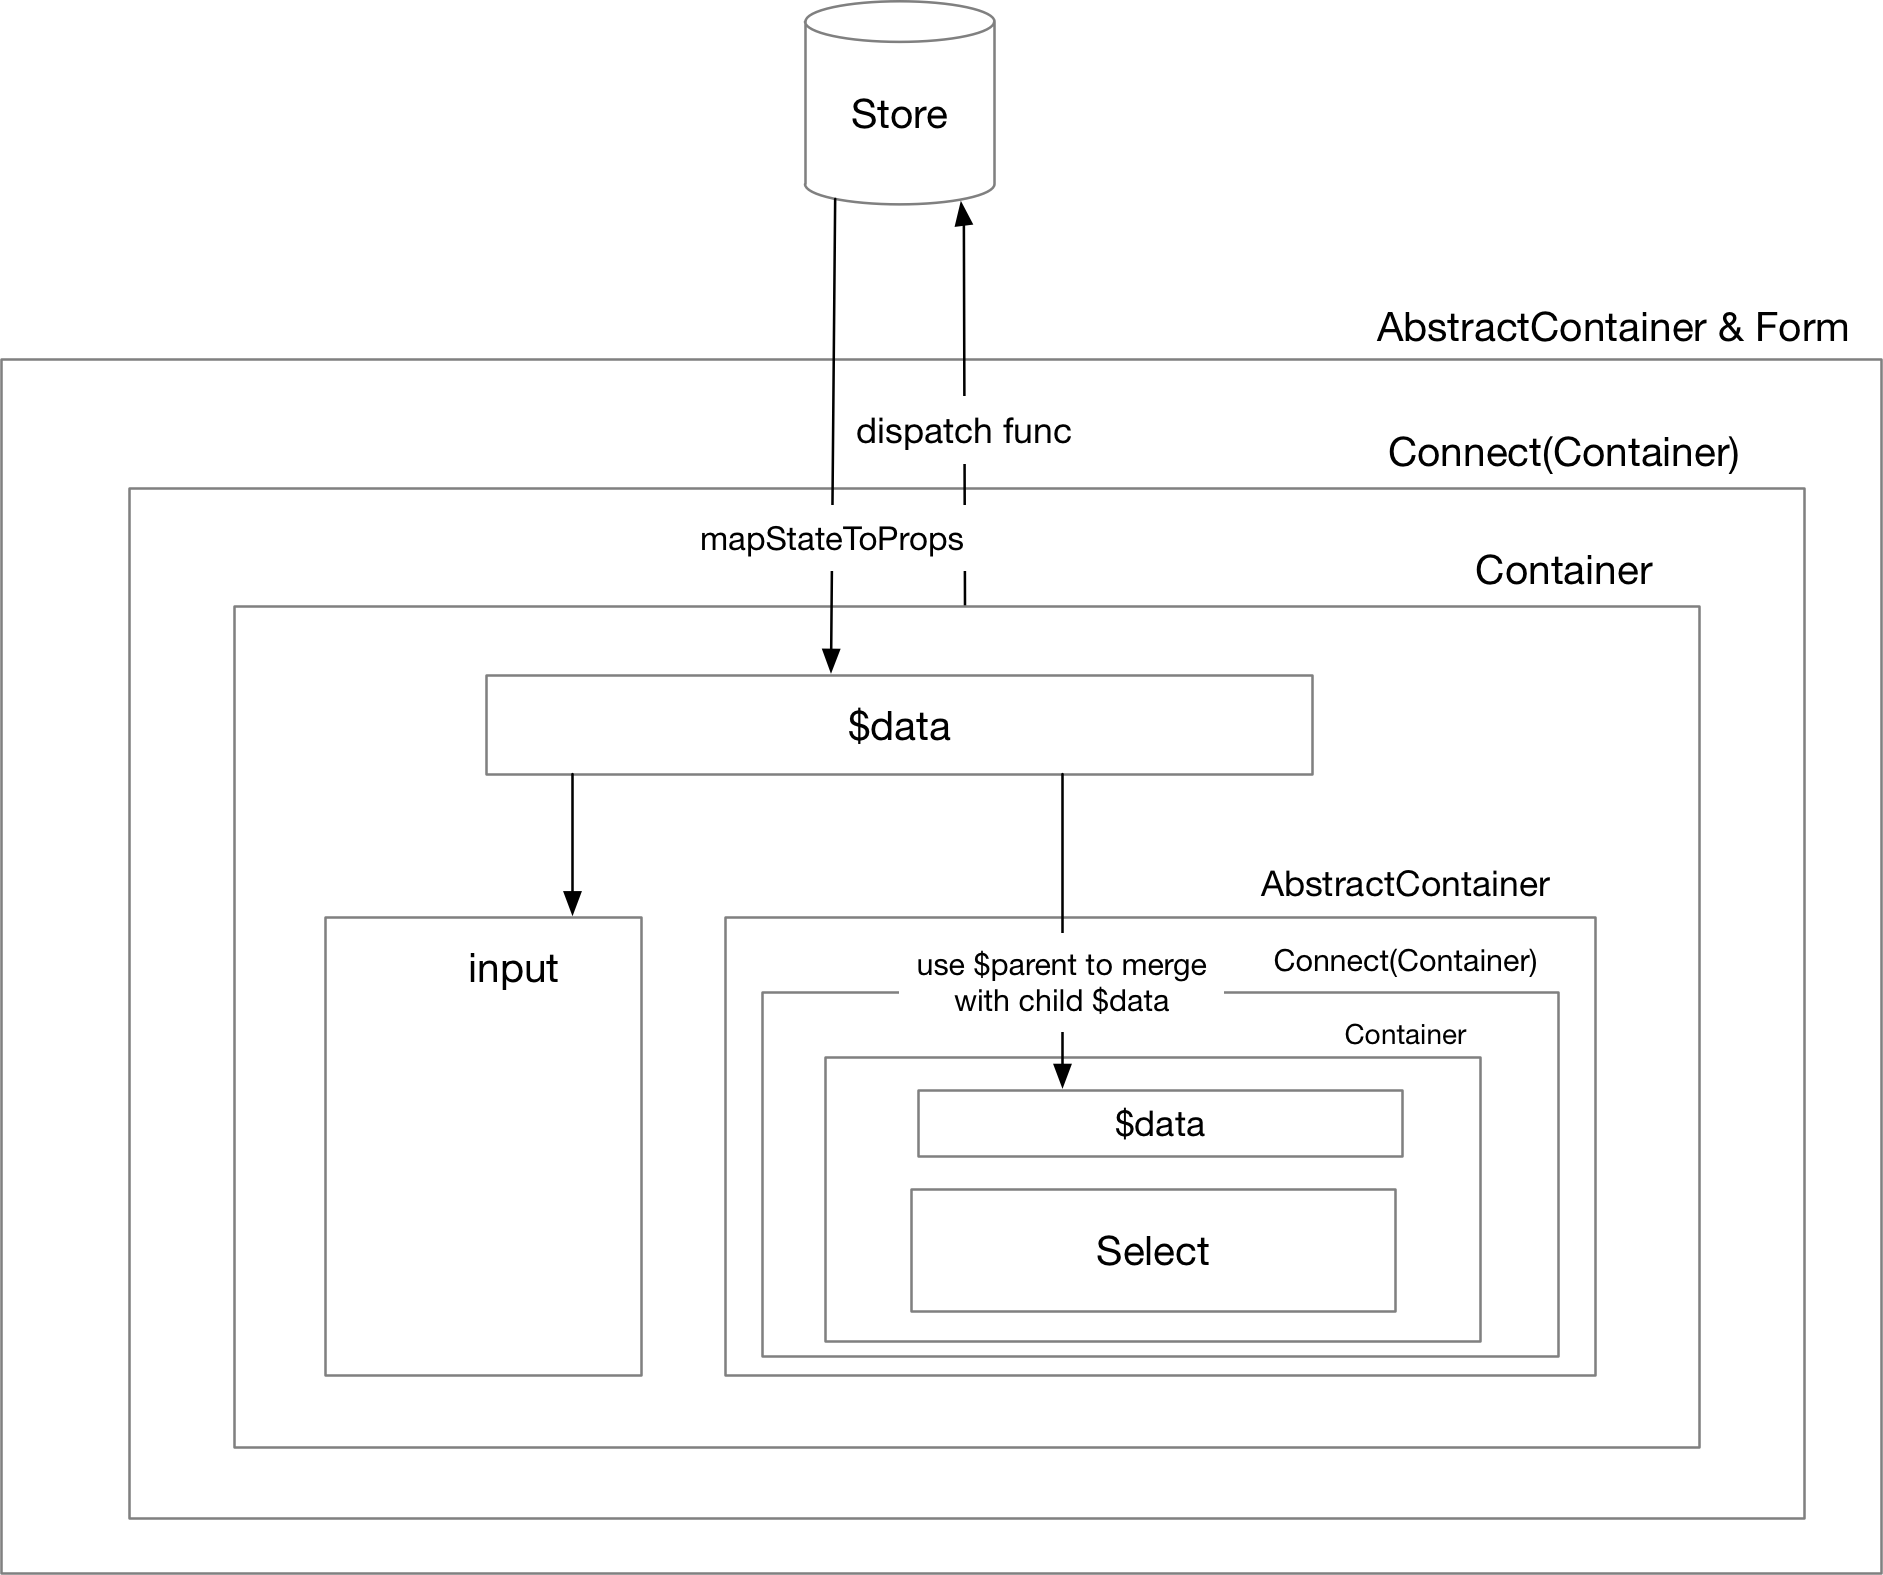 Store
AbstractContainer & Form
dispatch func
Connect(Container)
mapStateToProps
Container
$data
AbstractContainer
input
use $parent to merge
with child $data
Connect(Container)
Container
$data
Select